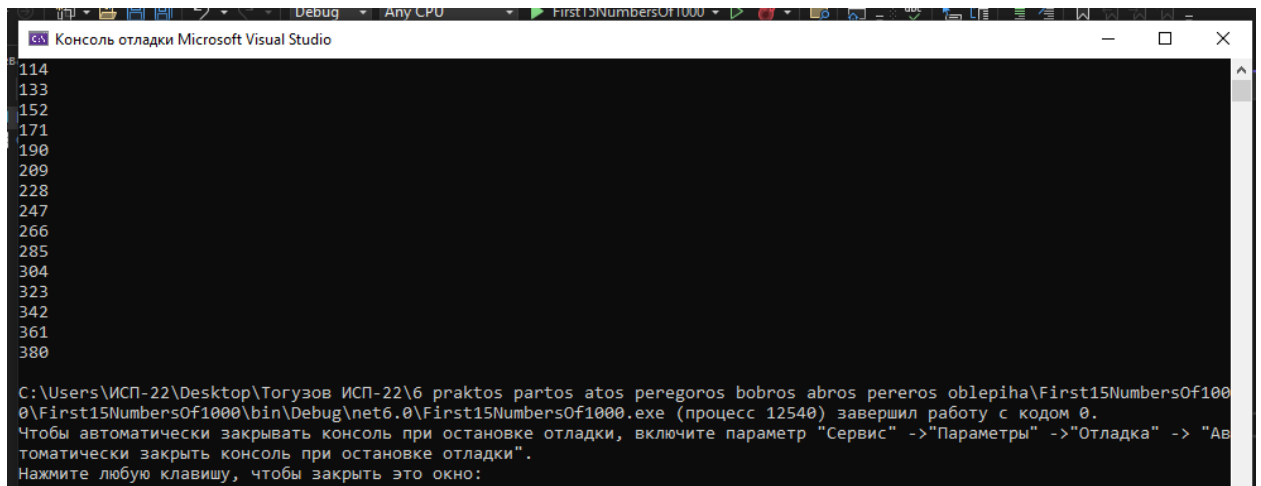 Debug Any CPU First15NumbersOf1000
Консоль отладки Microsoft Visual Studio
114
133
152
171
190
209
228
247
266
285
304
323
342
361
380
C:\Users\ИСП-22\Desktop\Тогузов ИСП-22\6 praktos partos atos peregoros bobros abros pereros oblepiha\First15NumbersOf100
0\First15NumbersOf1000\bin\Debug\net6.0\First15NumbersOf1000.exe (процесс 12540) завершил работу с кодом 0.
Чтобы автоматически закрывать консоль при остановке отладки, включите параметр "Сервис" ->"Параметры" ->"Отладка" -> "Ав
томатически закрыть консоль при остановке отладки".
Нажмите любую клавишу, чтобы закрыть это окно: